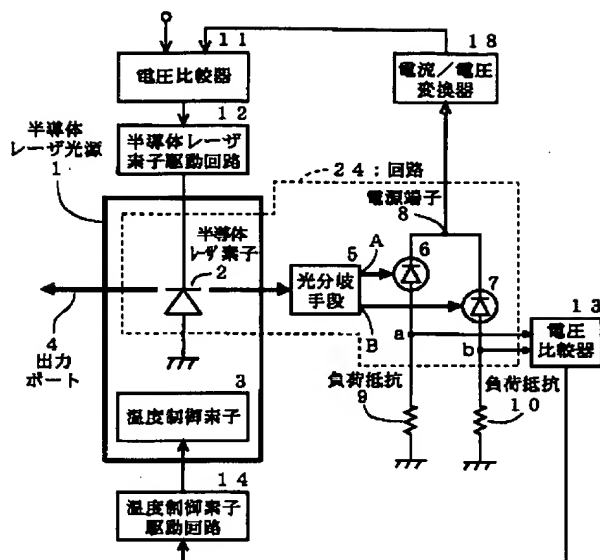 11
電圧比較器
18
電流/電圧
変換器
12
半導体レーザ
素子駆動回路
半導体
レーザ光源
1
24:回路
電源端子
8
半導体
レーザ素子
2
5
光分岐
手段
A
B
6
7
a
b
13
電圧
比較器
4
出力
ポート
3
温度制御素子
負荷抵抗
9
負荷抵抗
10
14
温度制御素子
駆動回路